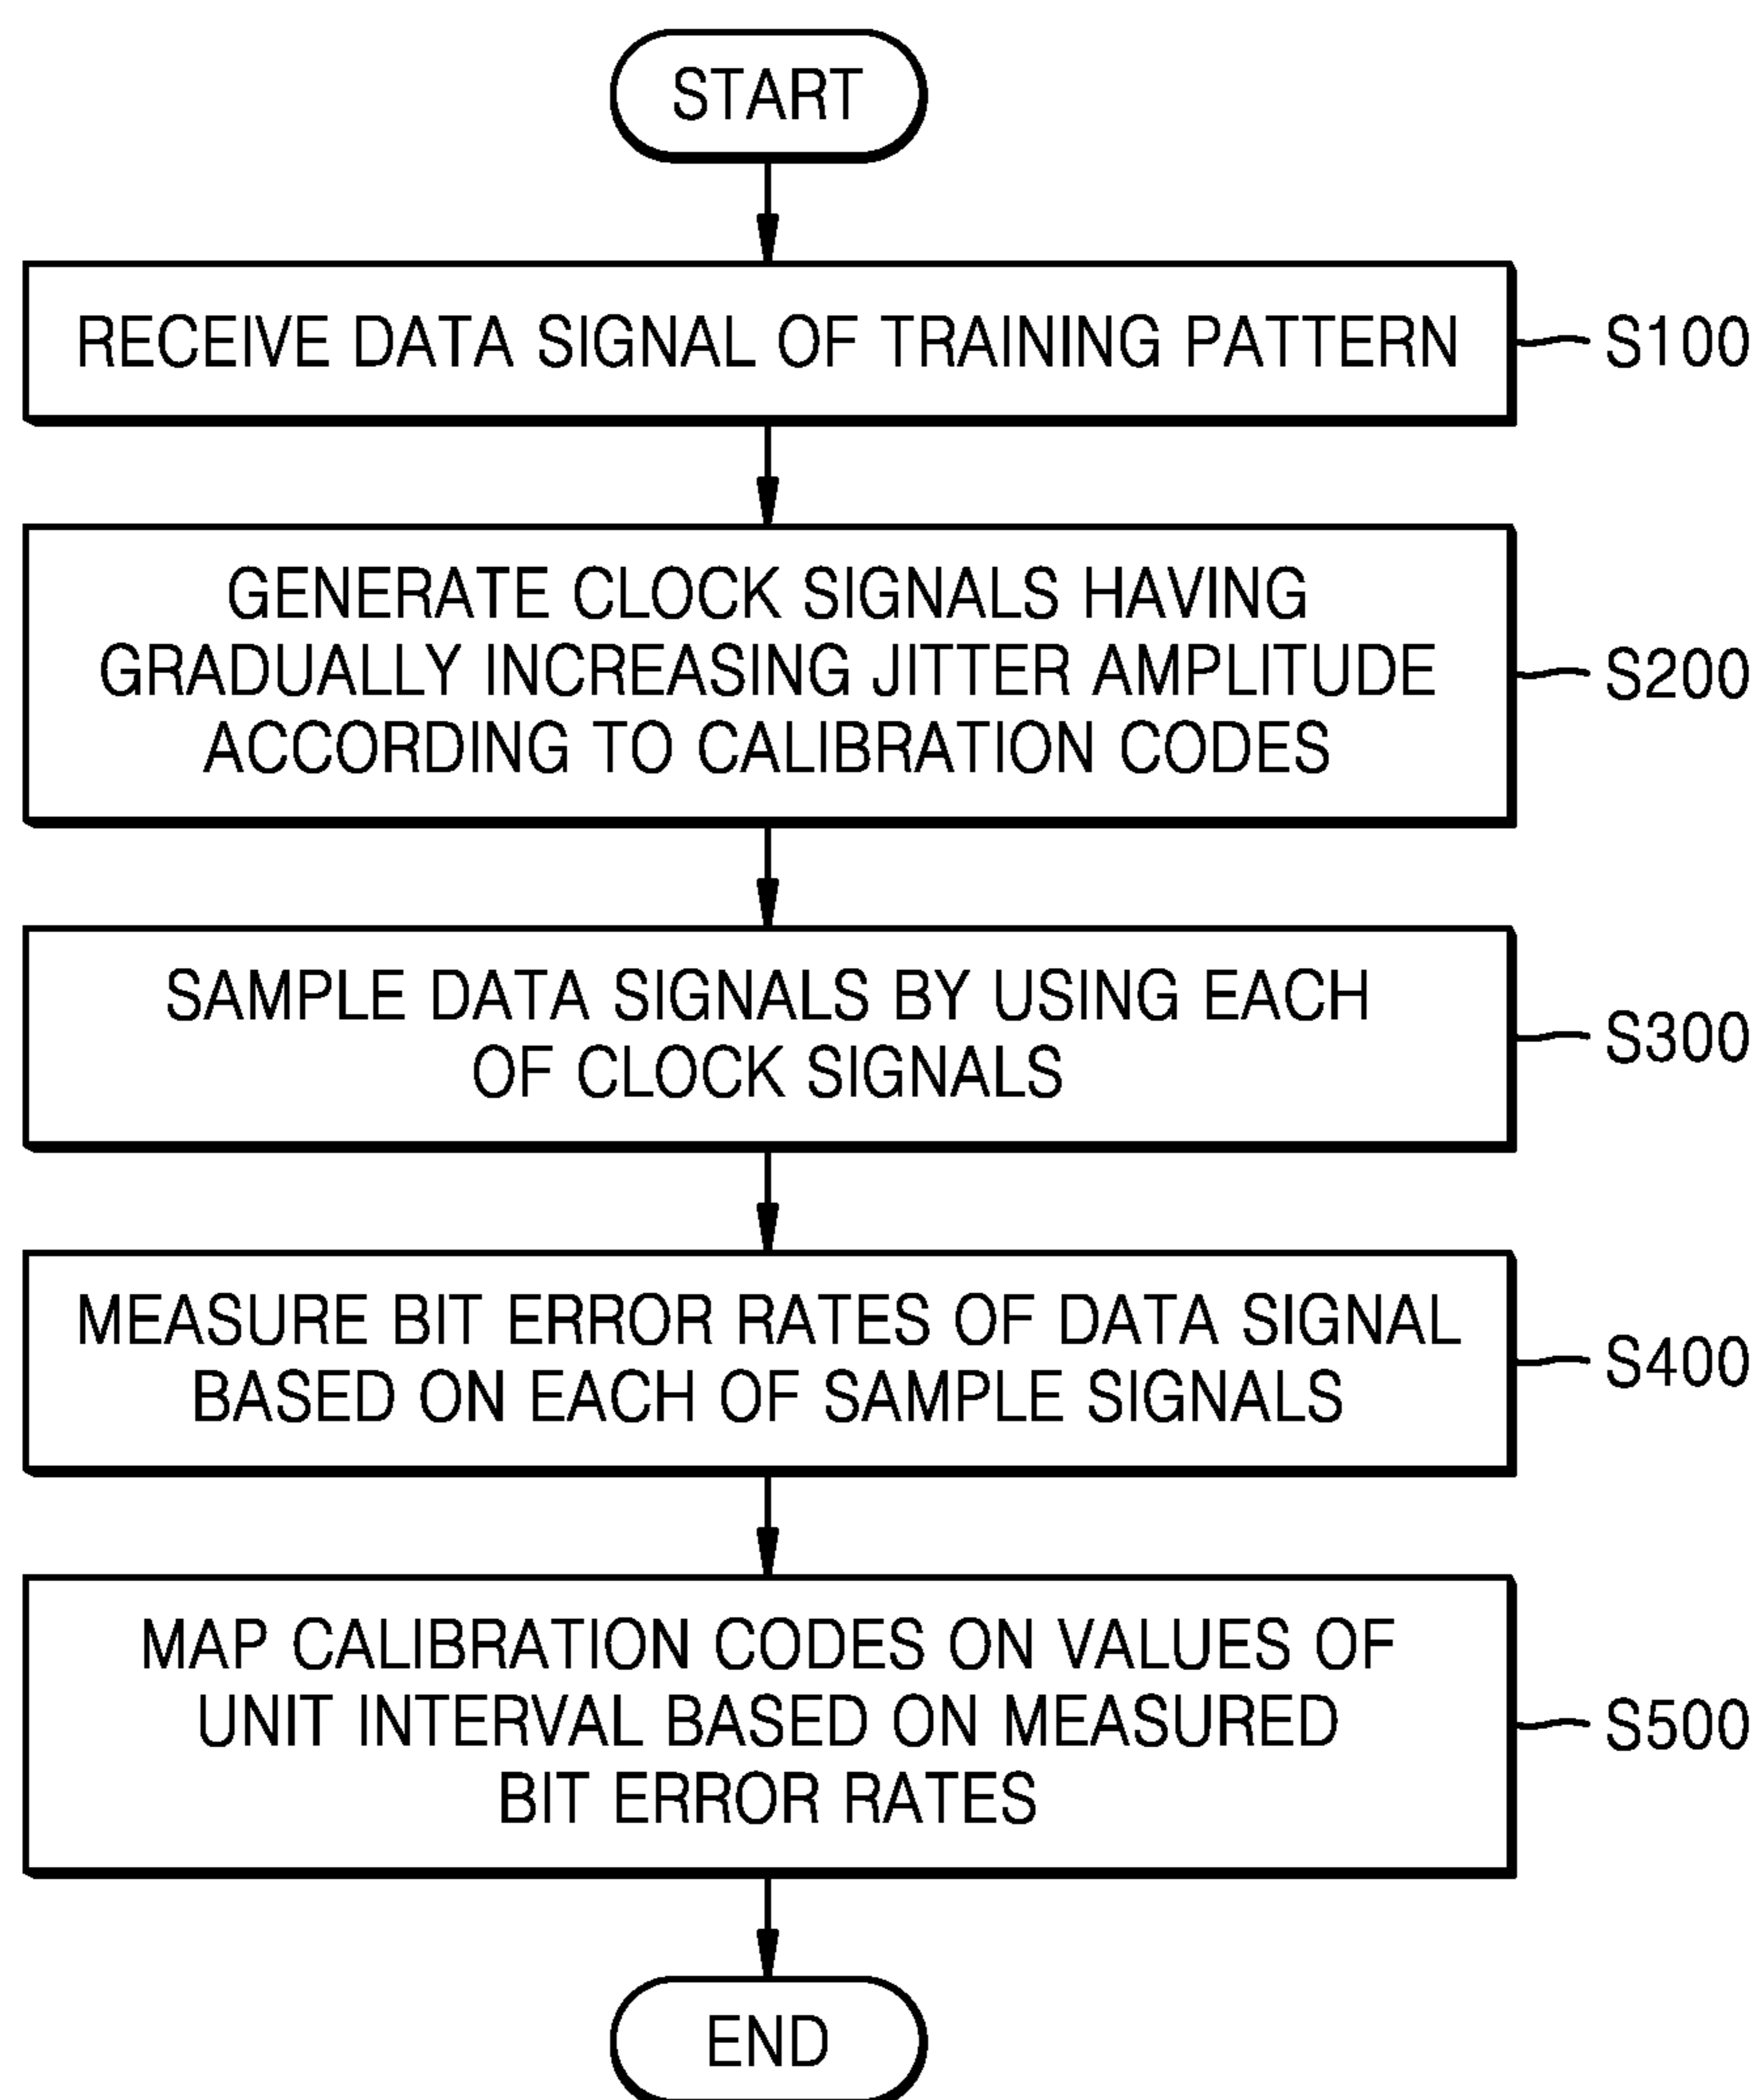 START
RECEIVE DATA SIGNAL OF TRAINING PATTERN
S100
GENERATE CLOCK SIGNALS HAVING
GRADUALLY INCREASING JITTER AMPLITUDE
ACCORDING TO CALIBRATION CODES
S200
SAMPLE DATA SIGNALS BY USING EACH
OF CLOCK SIGNALS
S300
MEASURE BIT ERROR RATES OF DATA SIGNAL
BASED ON EACH OF SAMPLE SIGNALS
S400
MAP CALIBRATION CODES ON VALUES OF
UNIT INTERVAL BASED ON MEASURED
BIT ERROR RATES
S500
END